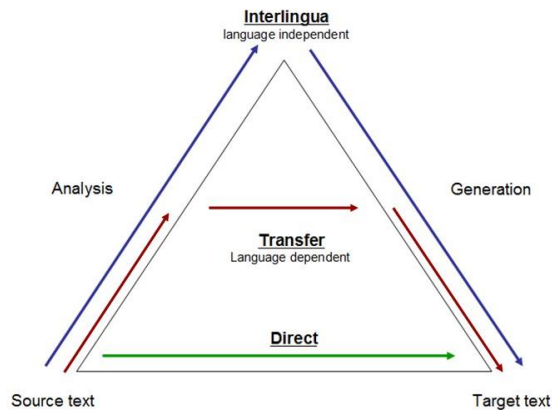 Interlingua
language independent
Analysis
Generation
Transfer
Language dependent
Direct
Source text
Target text